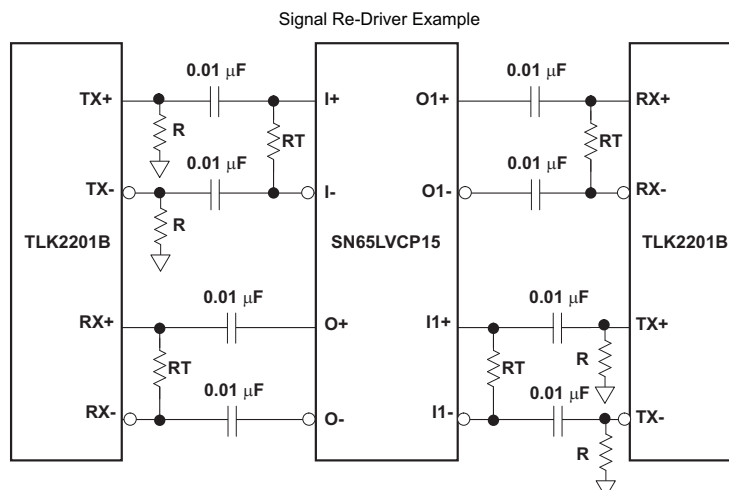 Signal Re-Driver Example
0.01 μF
0.01 μF
TX+
I+
O1+
RX+
R
RT
RT
0.01 μF
0.01 μF
TX-
I-
O1-
RX-
R
TLK2201B
SN65LVCP15
TLK2201B
0.01 μF
0.01 μF
RX+
O+
I1+
TX+
RT
RT
R
0.01 μF
0.01 μF
RX-
O-
I1-
TX-
R